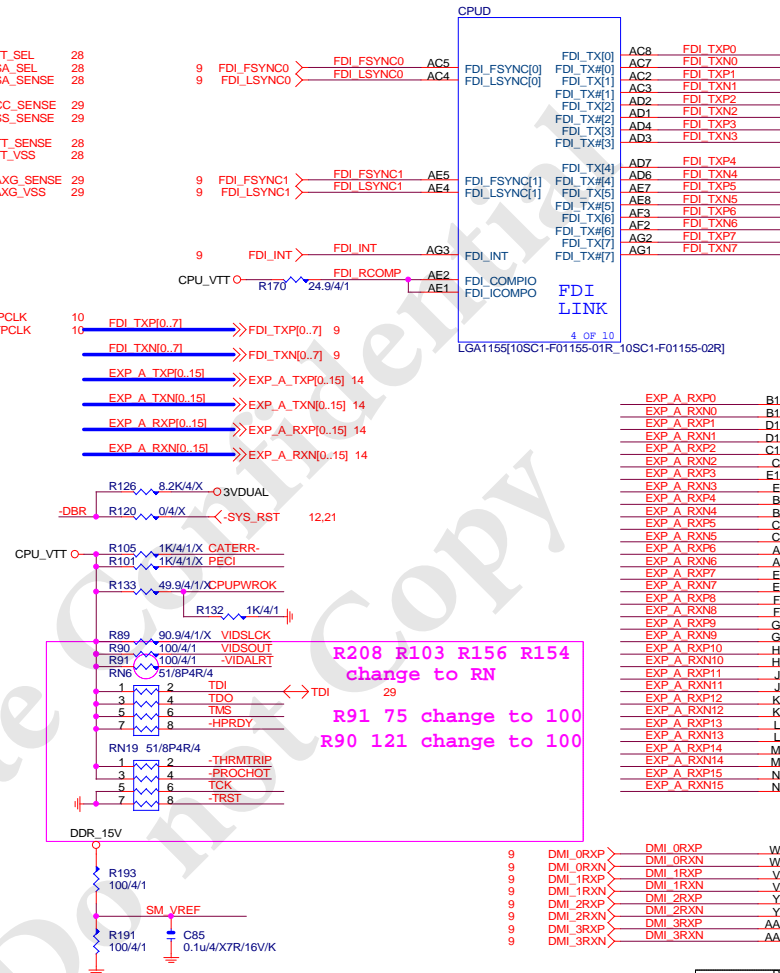 CPUD
T_SEL 28
SA_SEL 28
SA_SENSE 28
CC_SENSE 29
SS_SENSE 29
T_SENSE 28
T_VSS 28
AXG_SENSE 29
AXG_VSS 29
PCLK 10
PCLK 10
9 FDI_FSYNC0 FDI_FSYNC0 AC5 FDI_FSYNC[0]
9 FDI_LSYNC0 FDI_LSYNC0 AC4 FDI_LSYNC[0]
9 FDI_FSYNC1 FDI_FSYNC1 AE5 FDI_FSYNC[1]
9 FDI_LSYNC1 FDI_LSYNC1 AE4 FDI_LSYNC[1]
9 FDI_INT FDI_INT AG3 FDI_INT
CPU_VTT R170 24.9/4/1 FDI_RCOMP AE2 FDI_COMPIO
AE1 FDI_ICOMPO
FDI_TX[0] AC8 FDI_TXP0
FDI_TX#[0] AC7 FDI_TXN0
FDI_TX[1] AC2 FDI_TXP1
FDI_TX#[1] AC3 FDI_TXN1
FDI_TX[2] AD2 FDI_TXP2
FDI_TX#[2] AD1 FDI_TXN2
FDI_TX[3] AD4 FDI_TXP3
FDI_TX#[3] AD3 FDI_TXN3
FDI_TX[4] AD7 FDI_TXP4
FDI_TX#[4] AD6 FDI_TXN4
FDI_TX[5] AE7 FDI_TXP5
FDI_TX#[5] AE8 FDI_TXN5
FDI_TX[6] AF3 FDI_TXP6
FDI_TX#[6] AF2 FDI_TXN6
FDI_TX[7] AG2 FDI_TXP7
FDI_TX#[7] AG1 FDI_TXN7
FDI
LINK
4 OF 10
LGA1155[10SC1-F01155-01R_10SC1-F01155-02R]
FDI_TXP[0..7] FDI_TXP[0..7] 9
FDI_TXN[0..7] FDI_TXN[0..7] 9
EXP_A_TXP[0..15] EXP_A_TXP[0..15] 14
EXP_A_TXN[0..15] EXP_A_TXN[0..15] 14
EXP_A_RXP[0..15] EXP_A_RXP[0..15] 14
EXP_A_RXN[0..15] EXP_A_RXN[0..15] 14
R126 8.2K/4/X 3VDUAL
-DBR R120 0/4/X -SYS_RST 12,21
CPU_VTT R105 1K/4/1/X CATERR-
R101 1K/4/1/X PECI
R133 49.9/4/1/X CPUPWROK
R132 1K/4/1
R89 90.9/4/1/X VIDSLCK
R90 100/4/1 VIDSOUT
R91 100/4/1 -VIDALRT
RN6 51/8P4R/4
1 2 TDI TDI 29
3 4 TDO
5 6 TMS
7 8 -HPRDY
RN19 51/8P4R/4
1 2 -THRMTRIP
3 4 -PROCHOT
5 6 TCK
7 8 -TRST
R208 R103 R156 R154
change to RN
R91 75 change to 100
R90 121 change to 100
DDR_15V
R193
100/4/1
SM_VREF
R191
100/4/1
C85
0.1u/4/X7R/16V/K
EXP_A_RXP0 B1
EXP_A_RXN0 B1
EXP_A_RXP1 D1
EXP_A_RXN1 D1
EXP_A_RXP2 C1
EXP_A_RXN2 C
EXP_A_RXP3 E1
EXP_A_RXN3 E
EXP_A_RXP4 B
EXP_A_RXN4 B
EXP_A_RXP5 C
EXP_A_RXN5 C
EXP_A_RXP6 A
EXP_A_RXN6 A
EXP_A_RXP7 E
EXP_A_RXN7 E
EXP_A_RXP8 F
EXP_A_RXN8 F
EXP_A_RXP9 G
EXP_A_RXN9 G
EXP_A_RXP10 H
EXP_A_RXN10 H
EXP_A_RXP11 J
EXP_A_RXN11 J
EXP_A_RXP12 K
EXP_A_RXN12 K
EXP_A_RXP13 L
EXP_A_RXN13 L
EXP_A_RXP14 M
EXP_A_RXN14 M
EXP_A_RXP15 N
EXP_A_RXN15 N
9 DMI_0RXP DMI_0RXP W
9 DMI_0RXN DMI_0RXN W
9 DMI_1RXP DMI_1RXP V
9 DMI_1RXN DMI_1RXN V
9 DMI_2RXP DMI_2RXP Y
9 DMI_2RXN DMI_2RXN Y
9 DMI_3RXP DMI_3RXP AA
9 DMI_3RXN DMI_3RXN AA
Confidential
Do not Copy